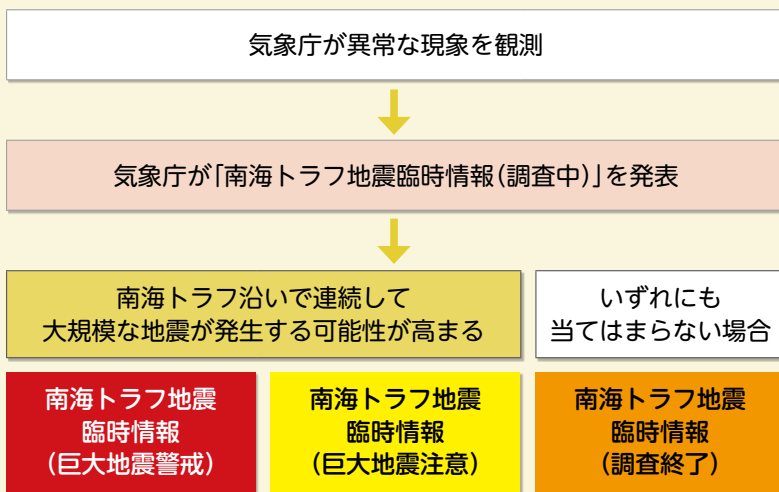 気象庁が異常な現象を観測
気象庁が「南海トラフ地震臨時情報(調査中)」を発表
南海トラフ沿いで連続して
大規模な地震が発生する可能性が高まる
いずれにも
当てはまらない場合
南海トラフ地震
臨時情報
(巨大地震警戒)
南海トラフ地震
臨時情報
(巨大地震注意)
南海トラフ地震
臨時情報
(調査終了)